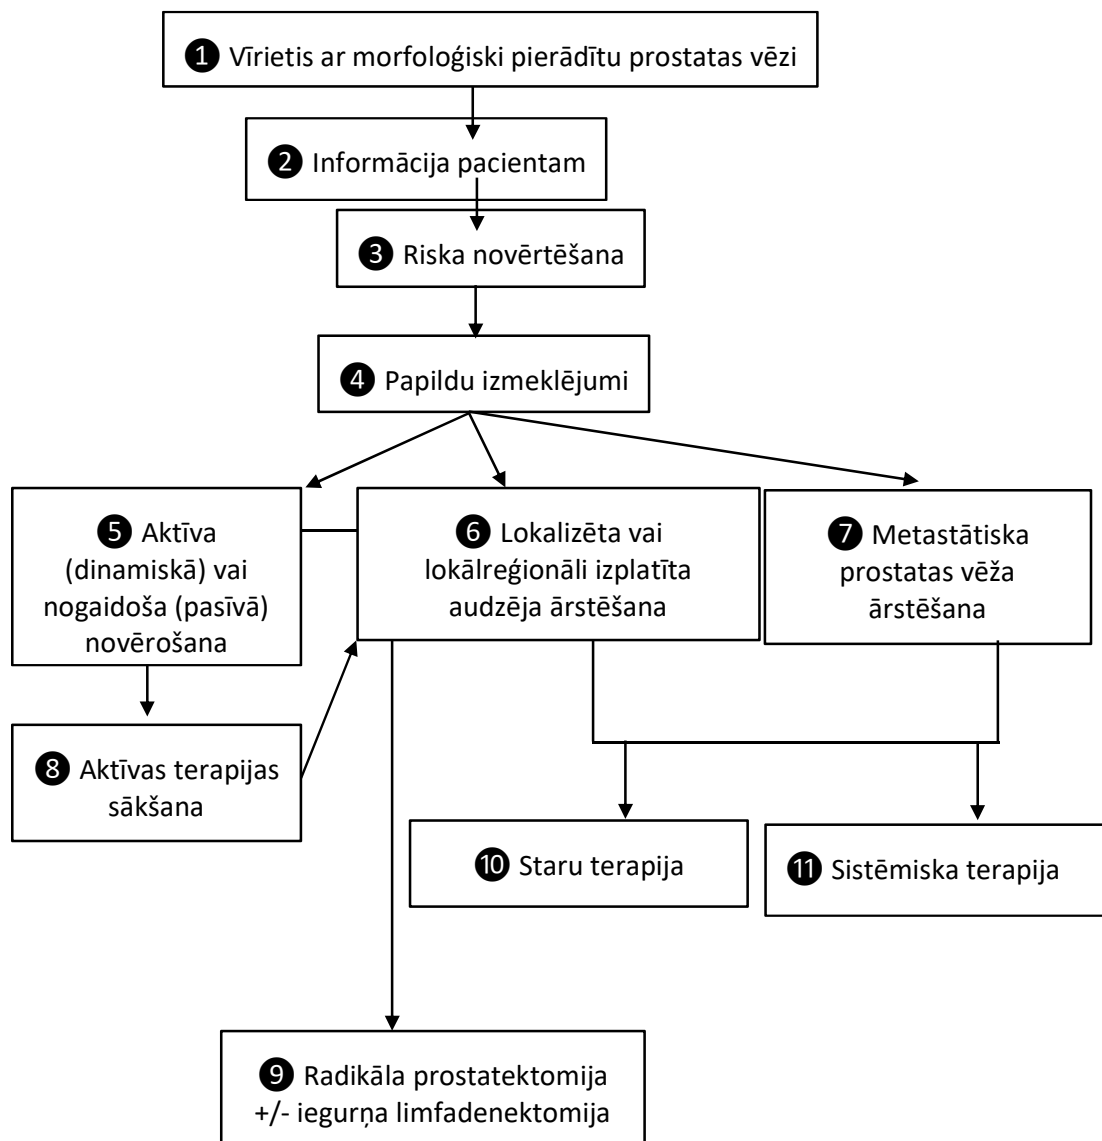 ❶ Vīrietis ar morfoloģiski pierādītu prostatas vēzi
❷ Informācija pacientam
❸ Riska novērtēšana
❹ Papildu izmeklējumi
❺ Aktīva
(dinamiskā) vai
nogaidoša (pasīvā)
novērošana
❻ Lokalizēta vai
lokālreģionāli izplatīta
audzēja ārstēšana
❼ Metastātiska
prostatas vēža
ārstēšana
❽ Aktīvas terapijas
sākšana
❿ Staru terapija
⓫ Sistēmiska terapija
❾ Radikāla prostatektomija
+/- iegurņa limfadenektomija